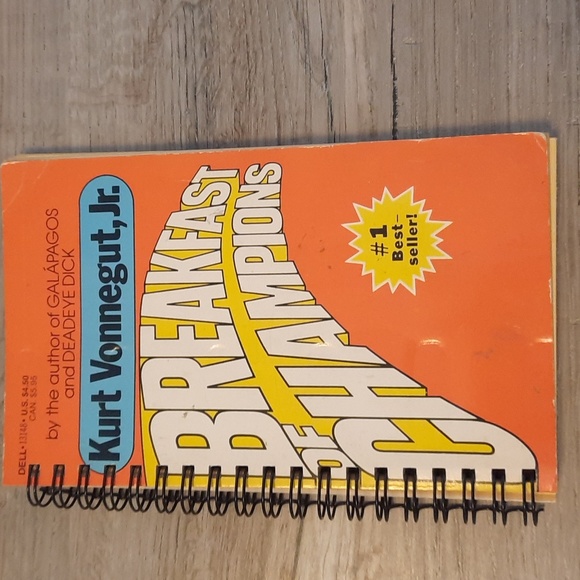 DELL • 13148 • U.S. $4.50
CAN. $5.95
by the author of GALÁPAGOS
and DEADEYE DICK
Kurt Vonnegut, Jr.
BREAKFAST
OF CHAMPIONS
#1
Best-
seller!